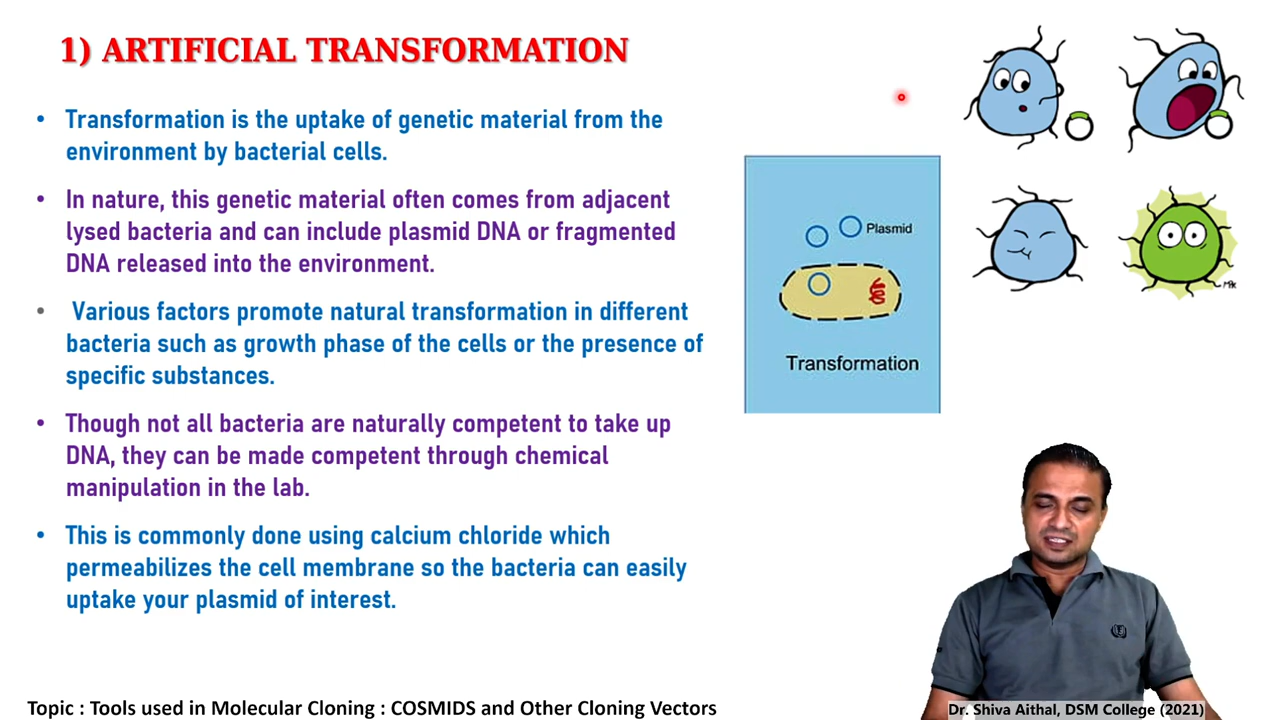 1) ARTIFICIAL TRANSFORMATION
• Transformation is the uptake of genetic material from the
environment by bacterial cells.
• In nature, this genetic material often comes from adjacent
lysed bacteria and can include plasmid DNA or fragmented
DNA released into the environment.
• Various factors promote natural transformation in different
bacteria such as growth phase of the cells or the presence of
specific substances.
• Though not all bacteria are naturally competent to take up
DNA, they can be made competent through chemical
manipulation in the lab.
• This is commonly done using calcium chloride which
permeabilizes the cell membrane so the bacteria can easily
uptake your plasmid of interest.
Plasmid
Transformation
Topic : Tools used in Molecular Cloning : COSMIDS and Other Cloning Vectors
Dr. Shiva Aithal, DSM College (2021)